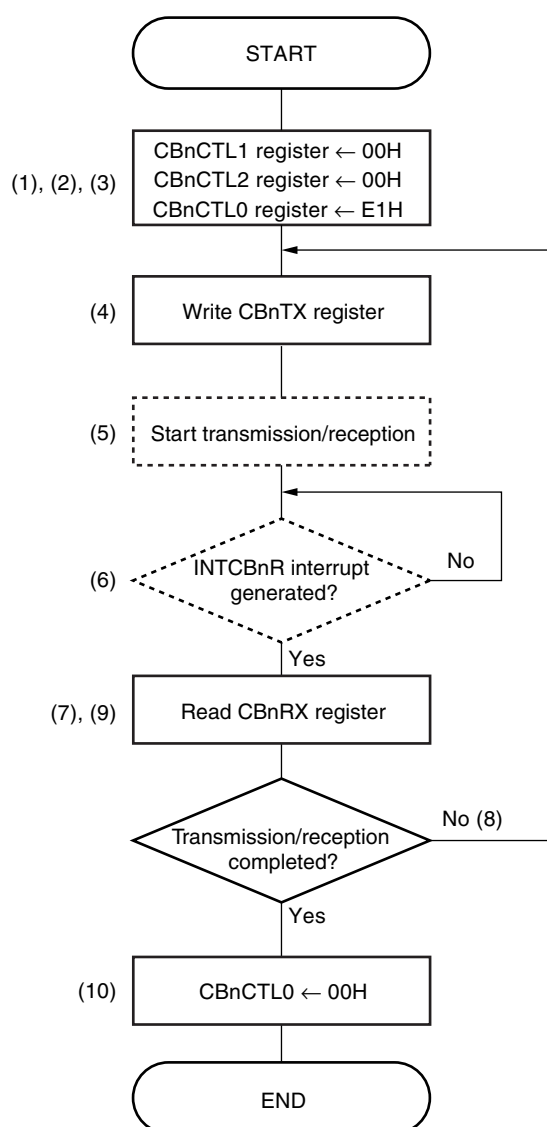 START
CBnCTL1 register ← 00H
(1), (2), (3)
CBnCTL2 register ← 00H
CBnCTL0 register ← E1H
(4)
Write CBnTX register
(5)
Start transmission/reception
(6)
INTCBnR interrupt
generated?
No
Yes
(7), (9)
Read CBnRX register
Transmission/reception
completed?
No (8)
Yes
(10)
CBnCTL0 ← 00H
END